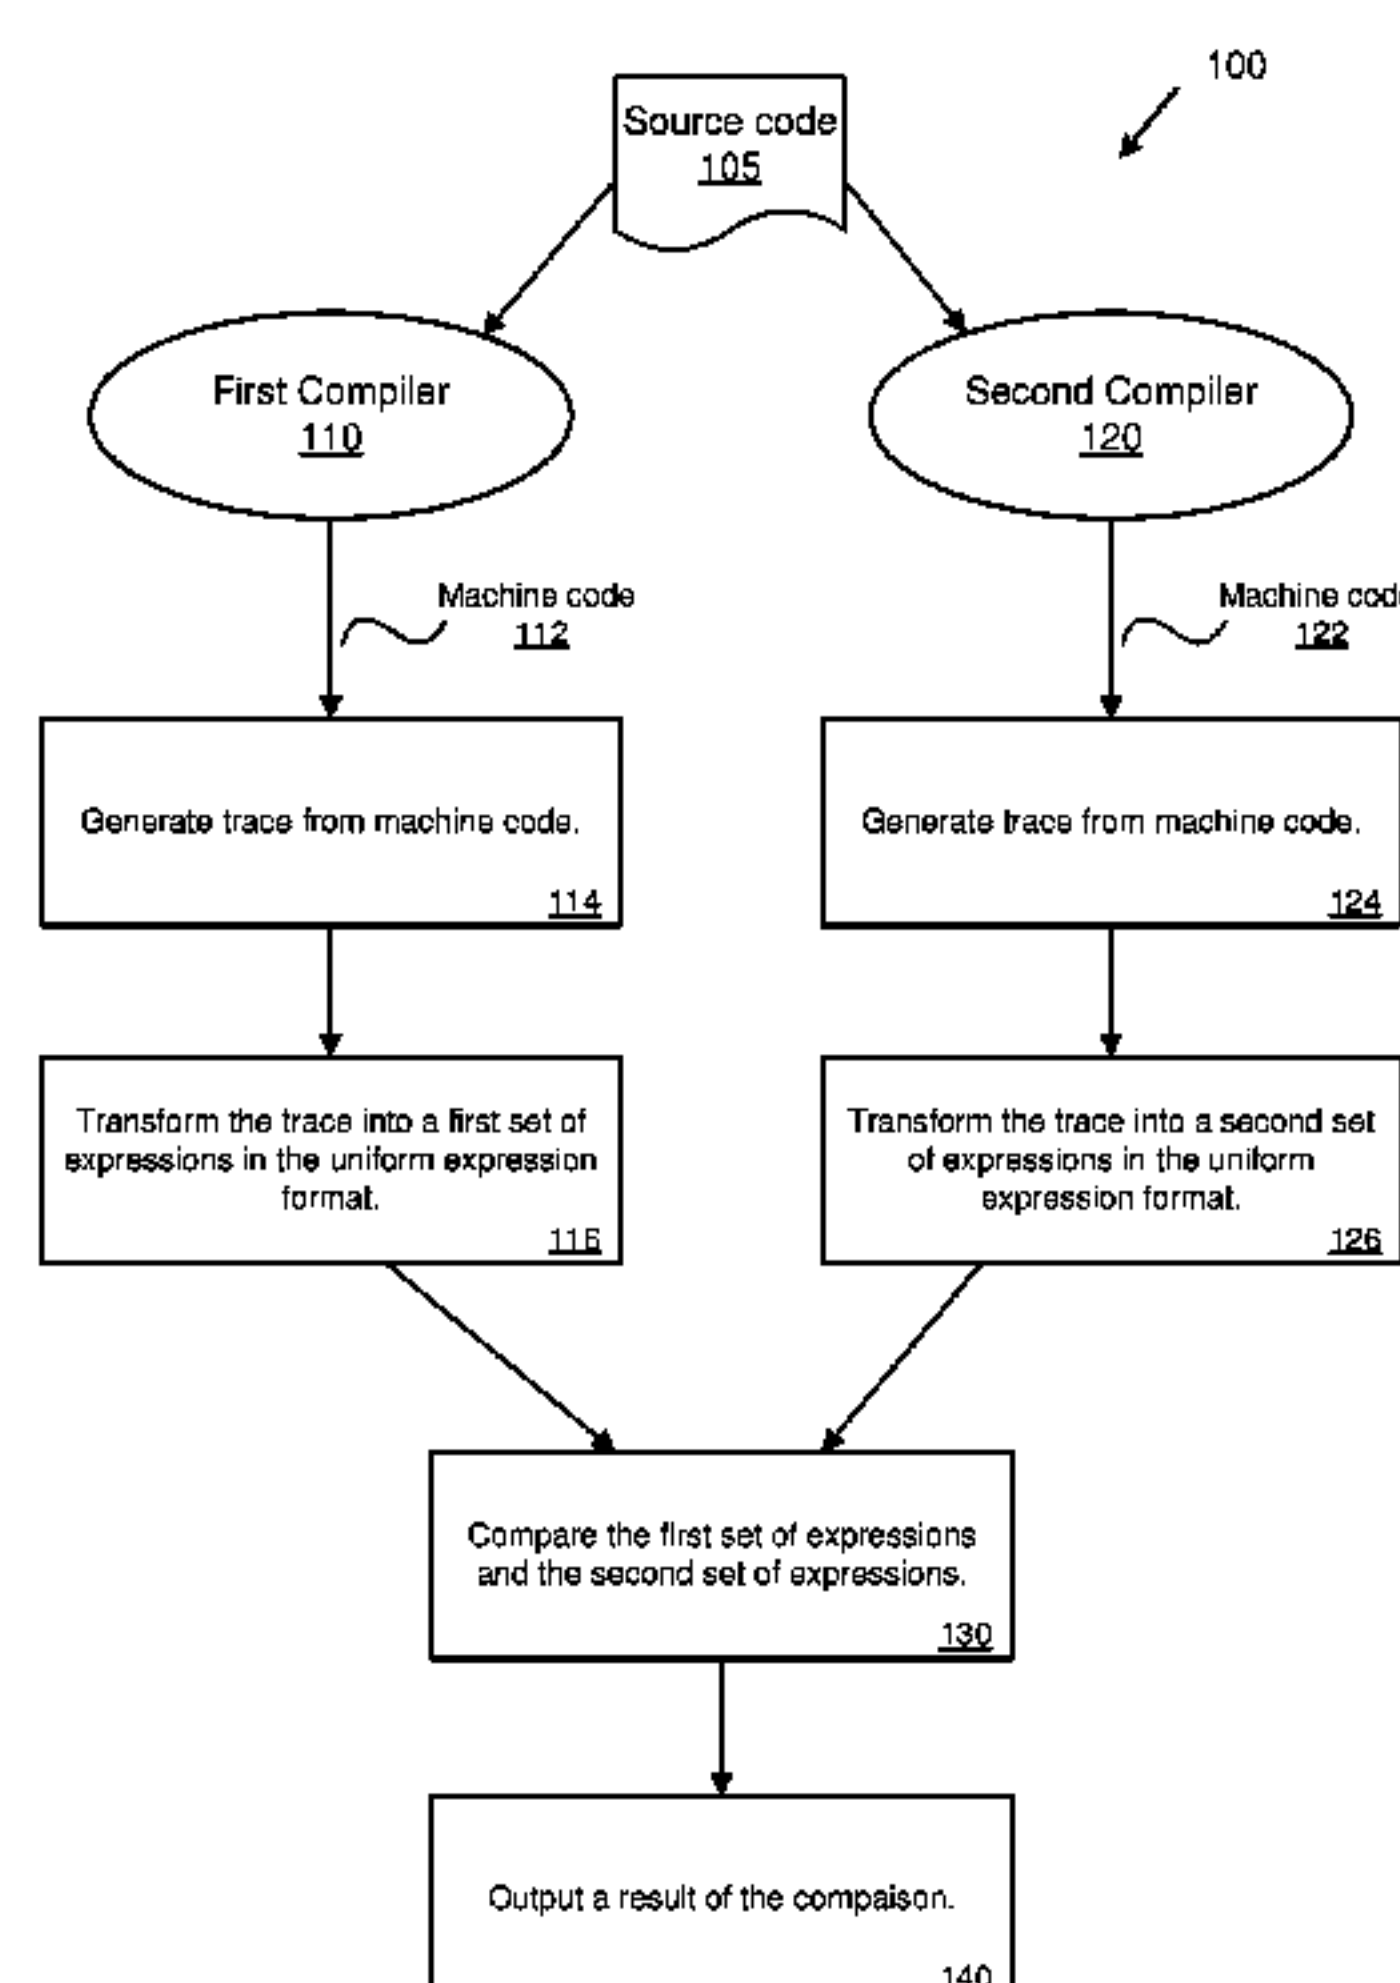 100
Source code
105
First Compiler
110
Second Compiler
120
Machine code
112
Machine code
122
Generate trace from machine code.
114
Generate trace from machine code.
124
Transform the trace into a first set of
expressions in the uniform expression
format.
116
Transform the trace into a second set
of expressions in the uniform
expression format.
126
Compare the first set of expressions
and the second set of expressions.
130
Output a result of the compaison.
140